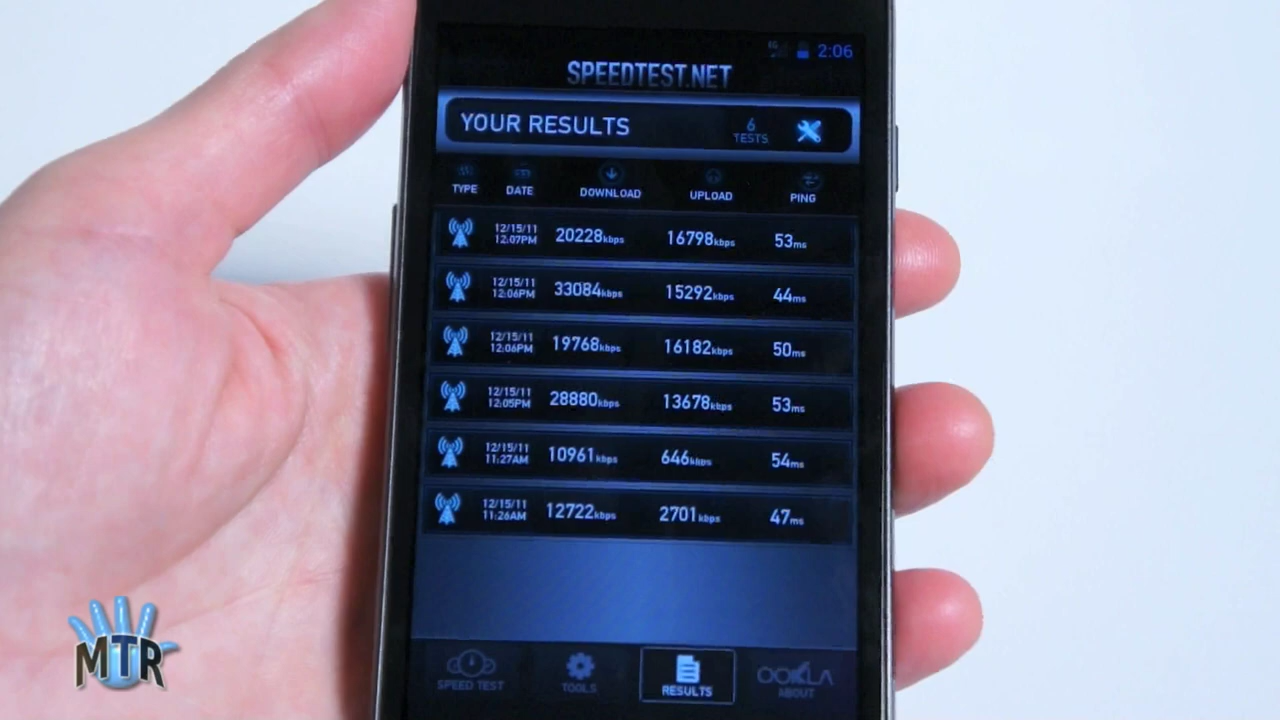 4G 2:06
SPEEDTEST.NET
YOUR RESULTS 6 TESTS
TYPE DATE DOWNLOAD UPLOAD PING
12/15/11 12:07PM 20228kbps 16798kbps 53ms
12/15/11 12:06PM 33084kbps 15292kbps 44ms
12/15/11 12:06PM 19768kbps 16182kbps 50ms
12/15/11 12:05PM 28880kbps 13678kbps 53ms
12/15/11 11:27AM 10961kbps 646kbps 54ms
12/15/11 11:26AM 12722kbps 2701kbps 47ms
SPEED TEST TOOLS RESULTS OOKLA ABOUT
MTR